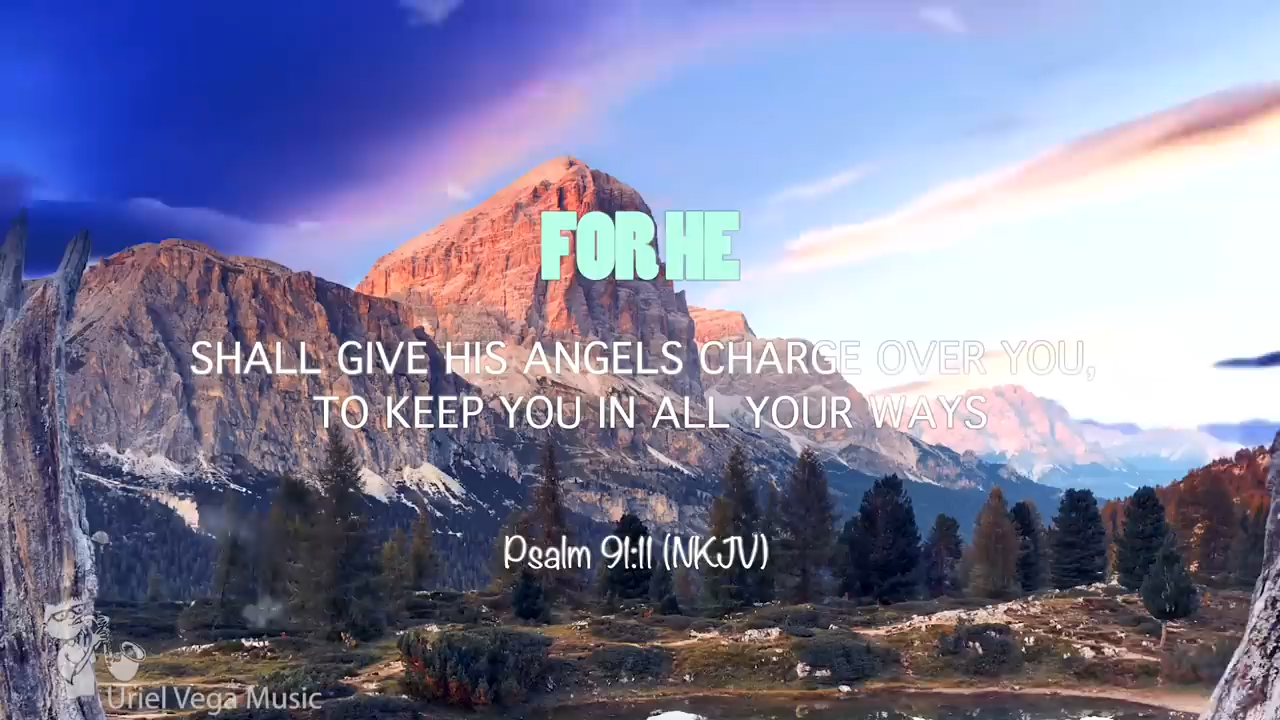 FOR HE
SHALL GIVE HIS ANGELS CHARGE OVER YOU,
TO KEEP YOU IN ALL YOUR WAYS
Psalm 91:11 (NKJV)
Uriel Vega Music